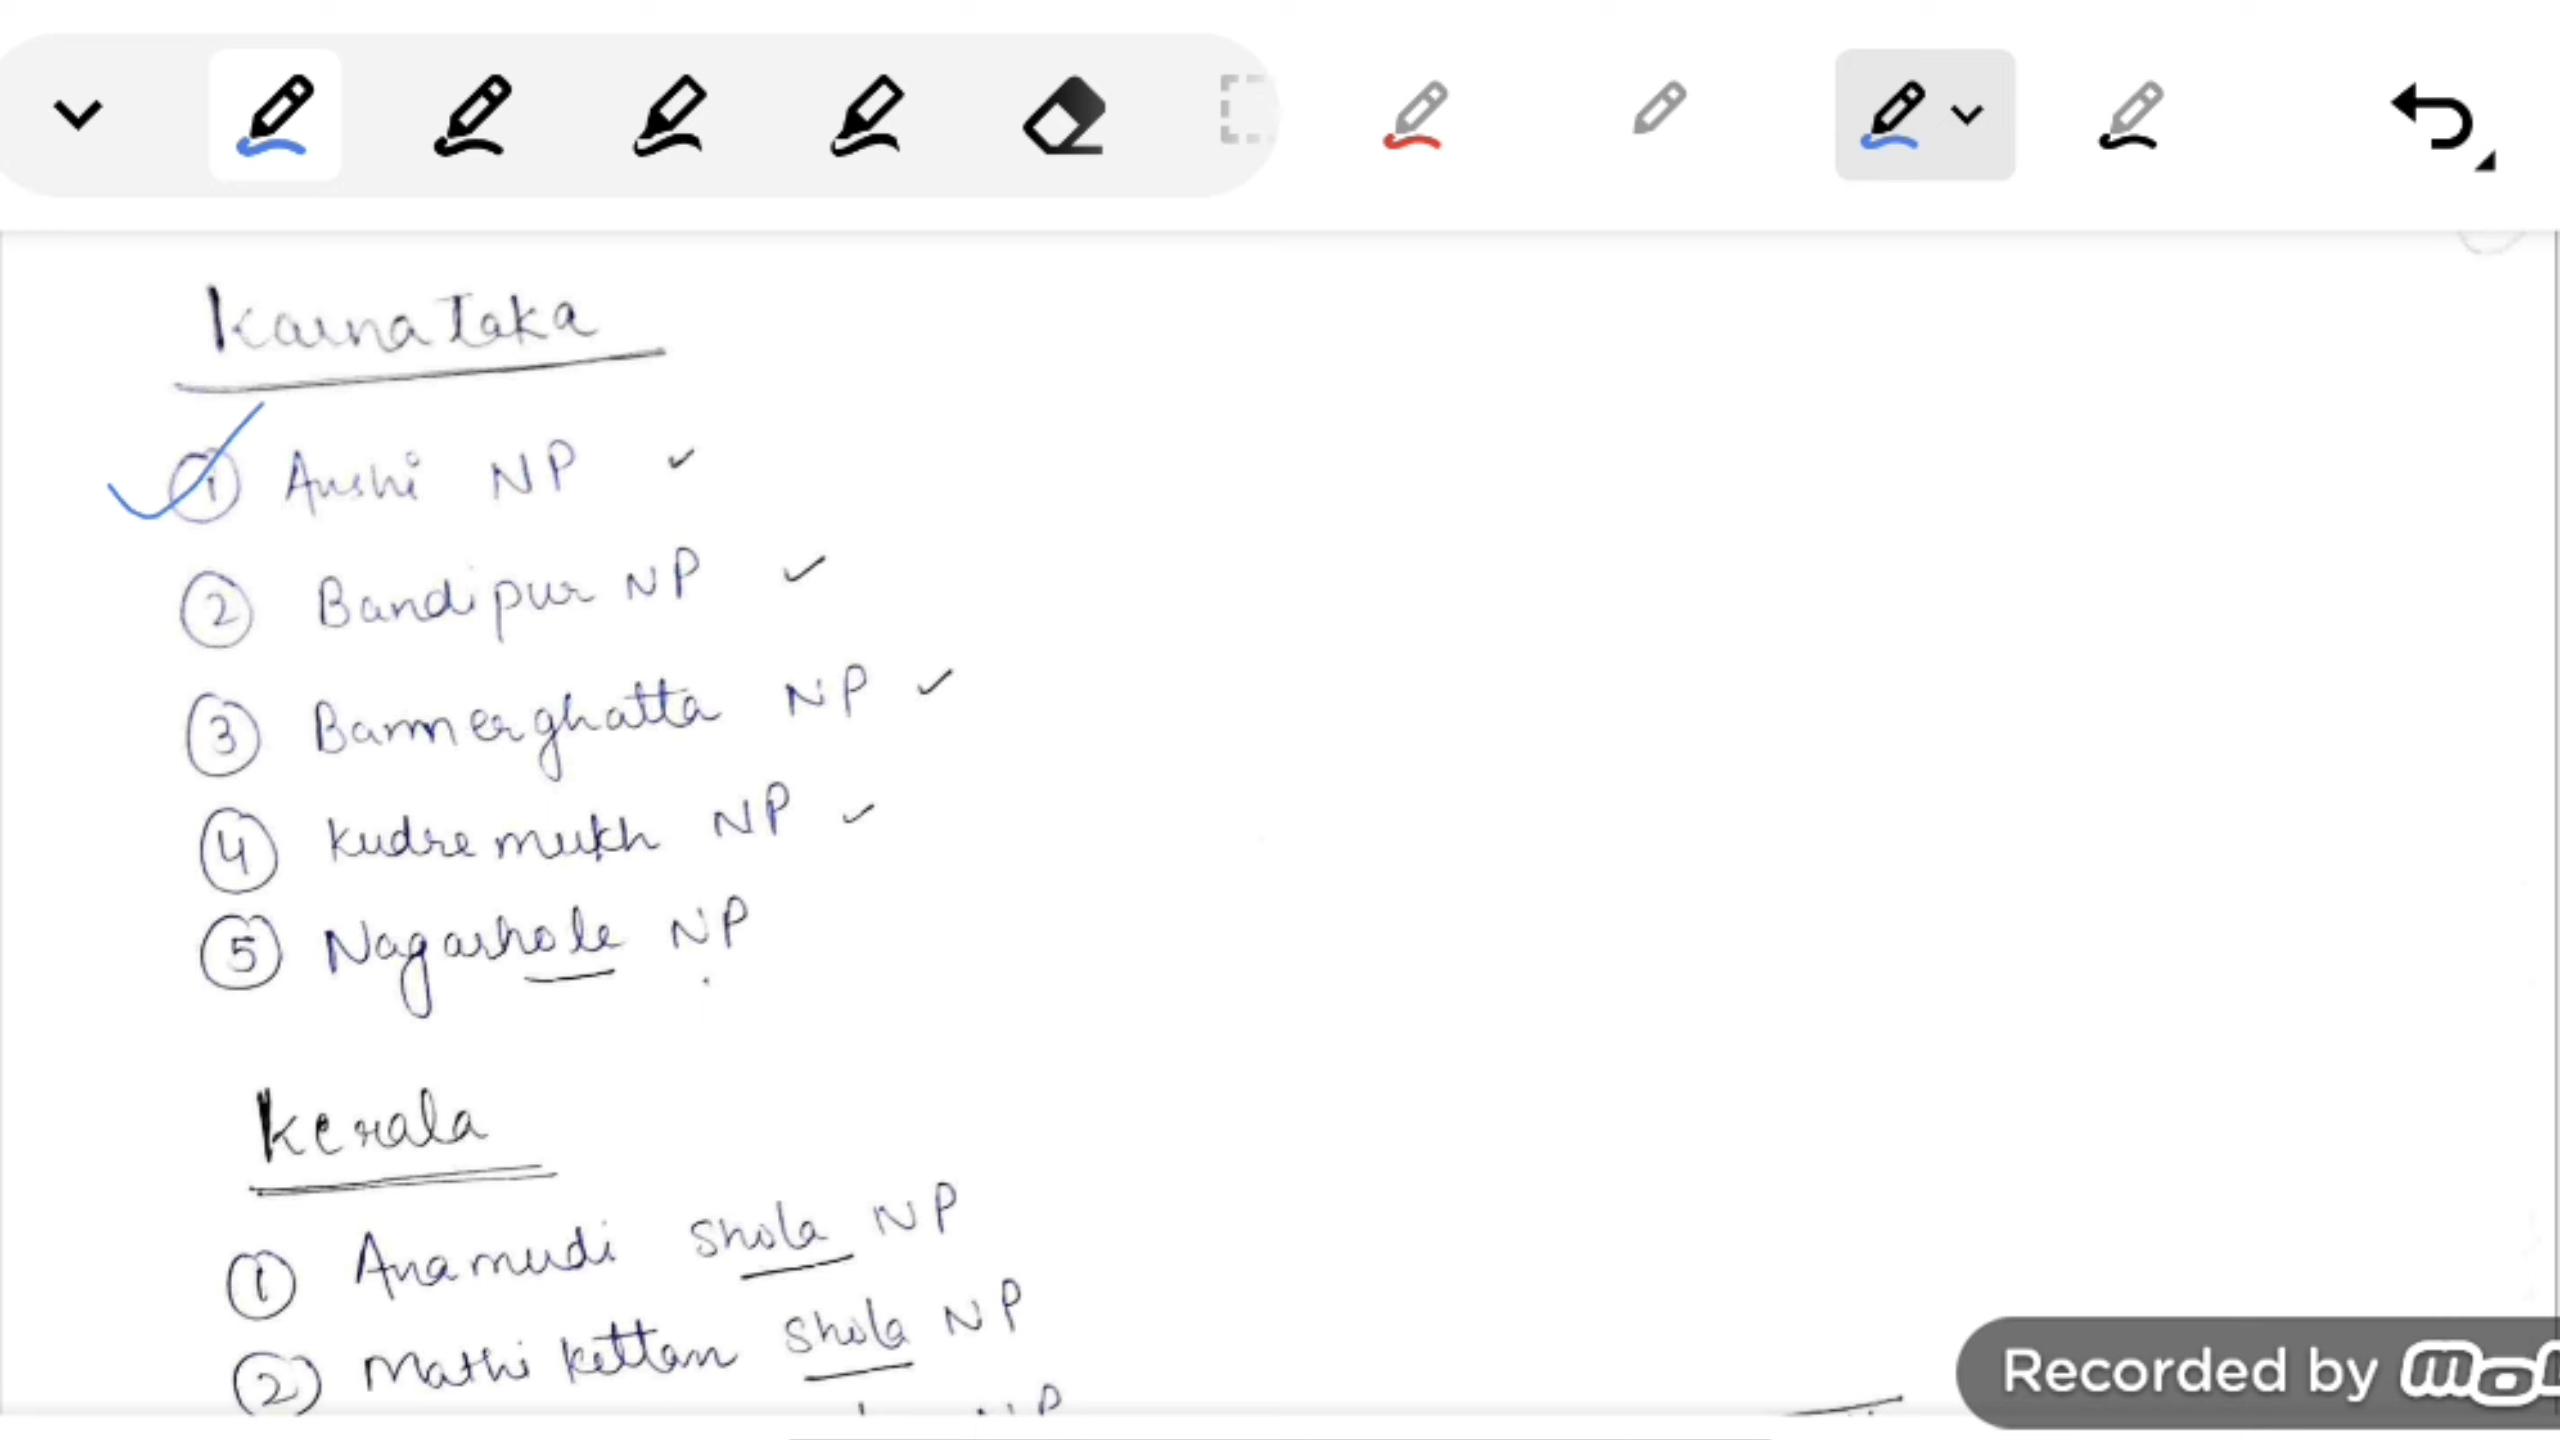 Karnataka
① Anshi NP ✓
② Bandipur NP ✓
③ Bannerghatta NP ✓
④ Kudremukh NP ✓
⑤ Nagarhole NP
Kerala
① Anamudi Shola NP
② Mathikettan Shola NP
NP
Recorded by